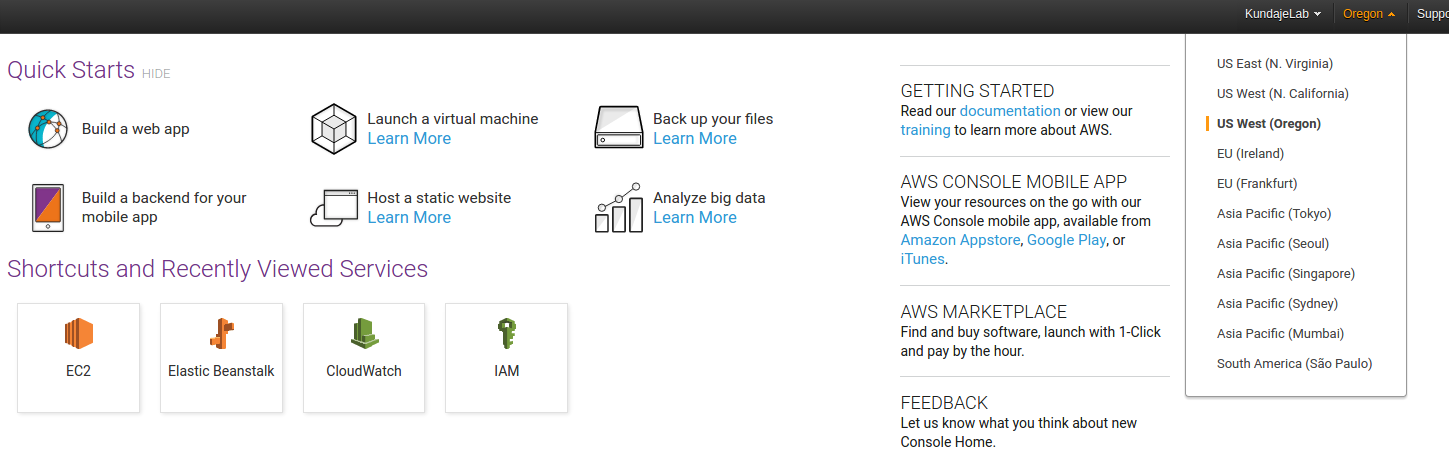 KundajeLab
Oregon
Suppo
Quick Starts HIDE
Build a web app
Launch a virtual machine
Learn More
Back up your files
Learn More
Build a backend for your
mobile app
Host a static website
Learn More
Analyze big data
Learn More
Shortcuts and Recently Viewed Services
EC2
Elastic Beanstalk
CloudWatch
IAM
GETTING STARTED
Read our documentation or view our
training to learn more about AWS.
AWS CONSOLE MOBILE APP
View your resources on the go with our
AWS Console mobile app, available from
Amazon Appstore, Google Play, or
iTunes.
AWS MARKETPLACE
Find and buy software, launch with 1-Click
and pay by the hour.
FEEDBACK
Let us know what you think about new
Console Home.
US East (N. Virginia)
US West (N. California)
US West (Oregon)
EU (Ireland)
EU (Frankfurt)
Asia Pacific (Tokyo)
Asia Pacific (Seoul)
Asia Pacific (Singapore)
Asia Pacific (Sydney)
Asia Pacific (Mumbai)
South America (São Paulo)